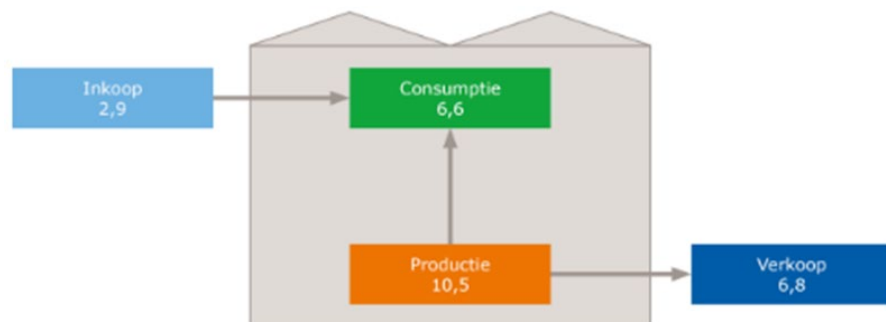 Inkoop
2,9
Consumptie
6,6
Productie
10,5
Verkoop
6,8